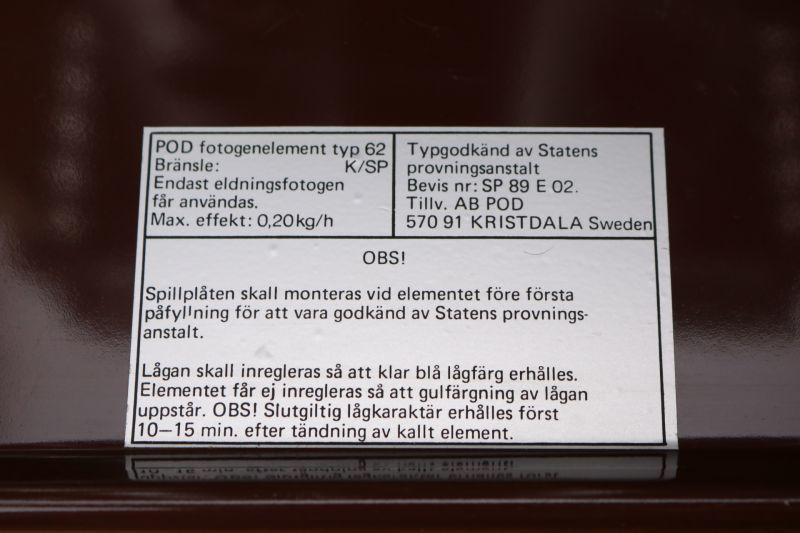 POD fotogenelement typ 62
Bränsle: K/SP
Endast eldningsfotogen
får användas.
Max. effekt: 0,20kg/h
Typgodkänd av Statens
provningsanstalt
Bevis nr: SP 89 E 02.
Tillv. AB POD
570 91 KRISTDALA Sweden
OBS!
Spillplåten skall monteras vid elementet före första
påfyllning för att vara godkänd av Statens provnings-
anstalt.
Lågan skall inregleras så att klar blå lågfärg erhålles.
Elementet får ej inregleras så att gulfärgning av lågan
uppstår. OBS! Slutgiltig lågkaraktär erhålles först
10–15 min. efter tändning av kallt element.